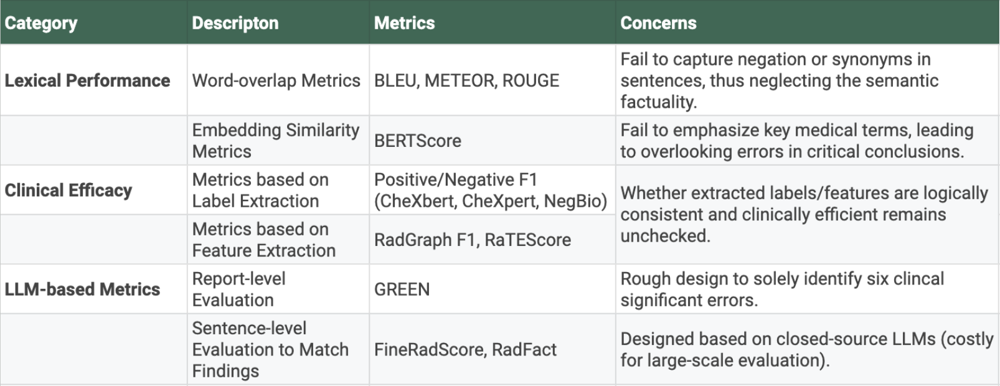 Category Descripton Metrics Concerns
Lexical Performance
Word-overlap Metrics
BLEU, METEOR, ROUGE
Fail to capture negation or synonyms in
sentences, thus neglecting the semantic
factuality.
Embedding Similarity
Metrics
BERTScore
Fail to emphasize key medical terms, leading
to overlooking errors in critical conclusions.
Clinical Efficacy
Metrics based on
Label Extraction
Positive/Negative F1
(CheXbert, CheXpert, NegBio)
Whether extracted labels/features are logically
consistent and clinically efficient remains
unchecked.
Metrics based on
Feature Extraction
RadGraph F1, RaTEScore
LLM-based Metrics
Report-level
Evaluation
GREEN
Rough design to solely identify six clincal
significant errors.
Sentence-level
Evaluation to Match
Findings
FineRadScore, RadFact
Designed based on closed-source LLMs (costly
for large-scale evaluation).